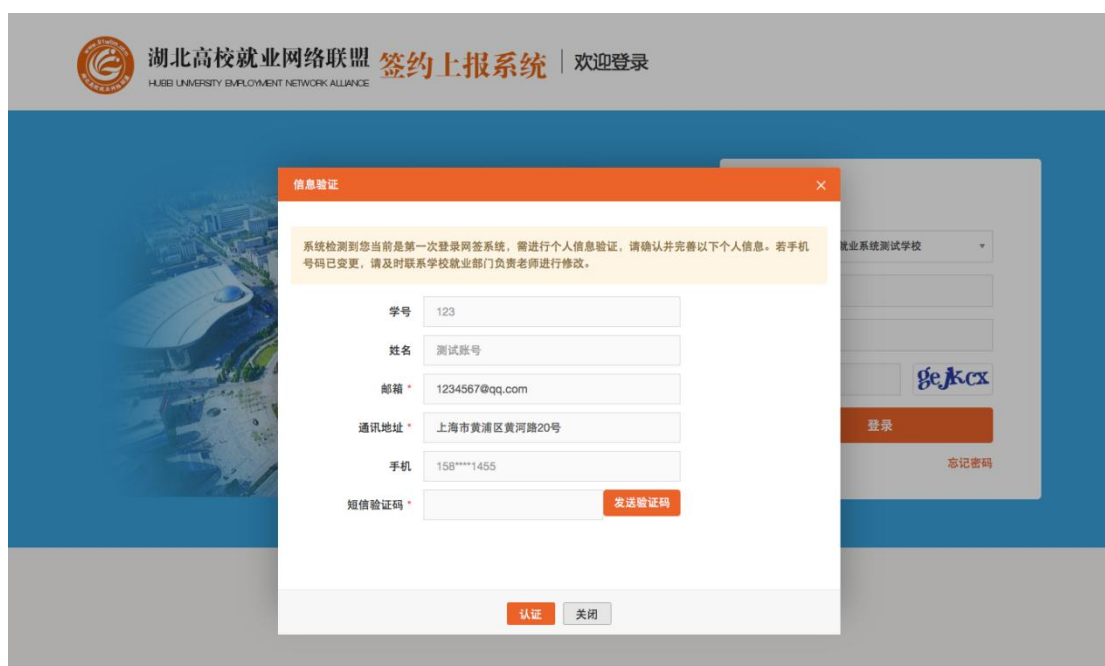 湖北高校就业网络联盟
HUBEI UNIVERSITY EMPLOYMENT NETWORK ALLIANCE
签约上报系统
欢迎登录
信息验证
×
系统检测到您当前是第一次登录网签系统，需进行个人信息验证，请确认并完善以下个人信息。若手机
号码已变更，请及时联系学校就业部门负责老师进行修改。
学号 123
姓名 测试账号
邮箱 * 1234567@qq.com
通讯地址 * 上海市黄浦区黄河路20号
手机 158****1455
短信验证码 * 发送验证码
认证 关闭
就业系统测试学校
gejkcx
登录
忘记密码